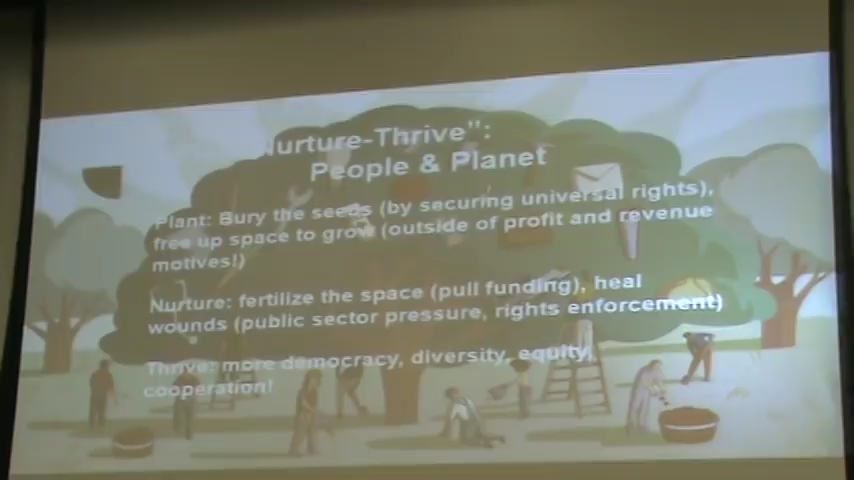 Nurture-Thrive":
People & Planet
Plant: Bury the seeds (by securing universal rights),
free up space to grow (outside of profit and revenue
motives!)
Nurture: fertilize the space (pull funding), heal
wounds (public sector pressure, rights enforcement)
Thrive: more democracy, diversity, equity,
cooperation!